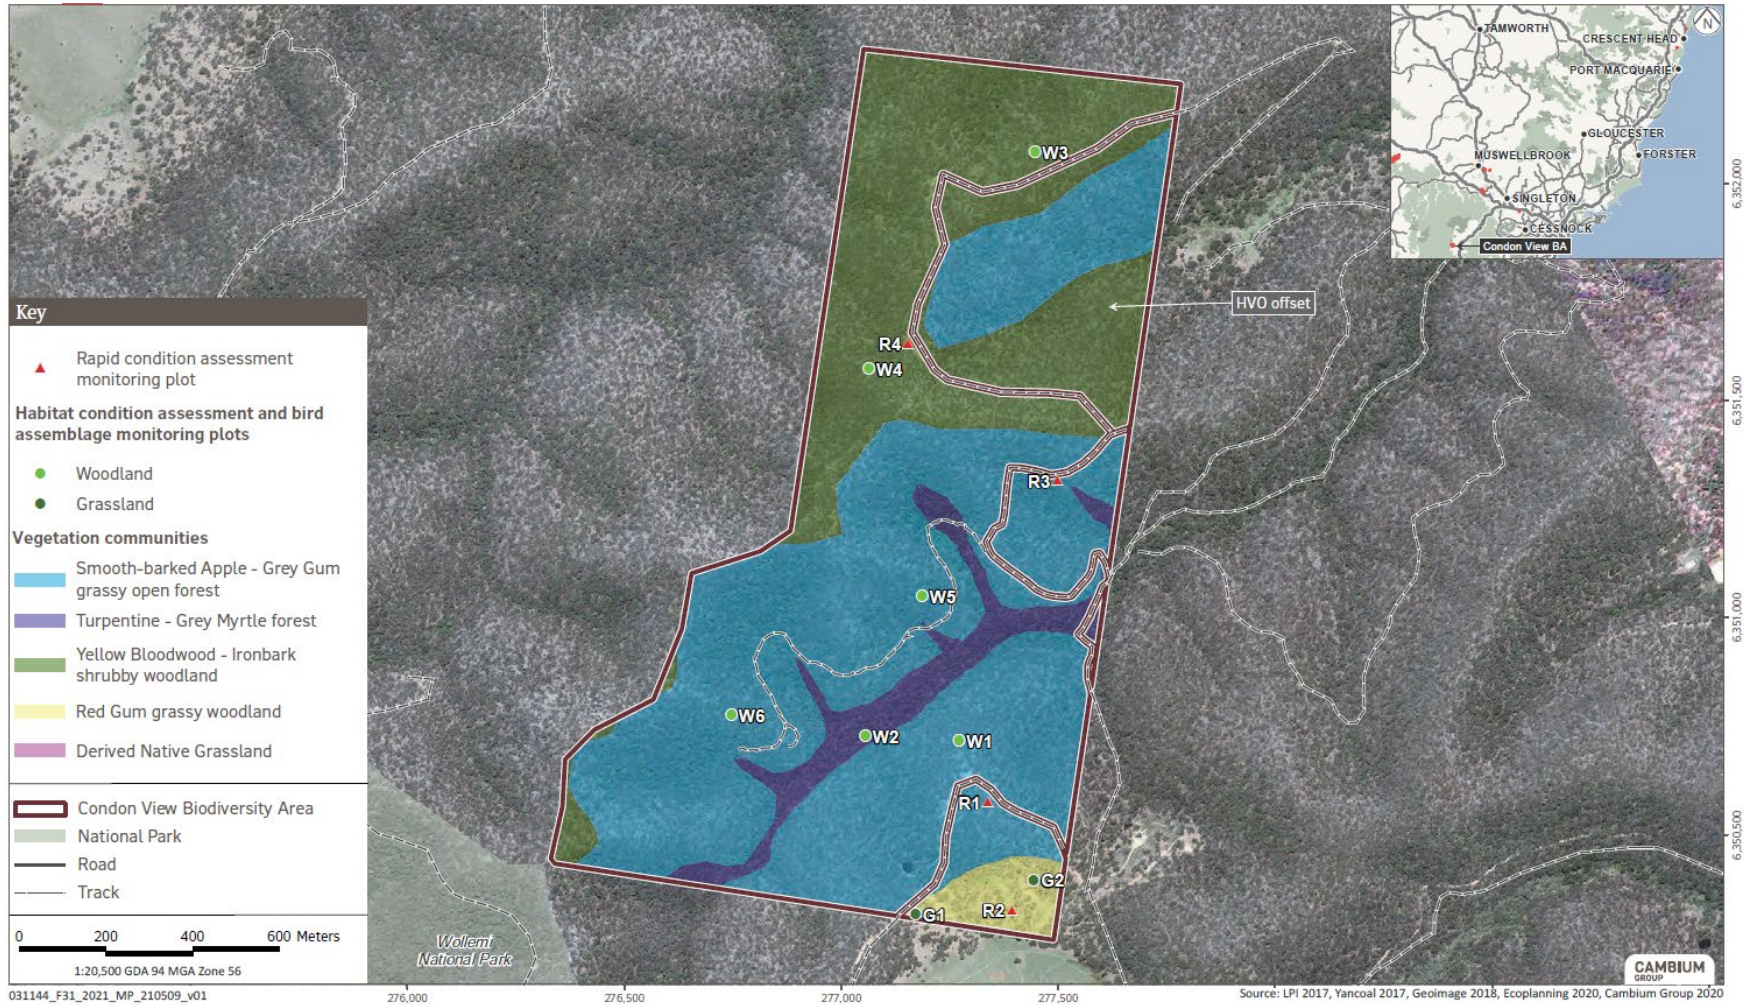 TAMWORTH
CRESCENT HEAD
N
PORT MACQUARIE
GLOUCESTER
FORSTER
MUSWELLBROOK
SINGLETON
CESSNOCK
Condon View BA
W3
HVO offset
R4
W4
R3
W5
W6
W2
W1
R1
G2
G1
R2
Wollemi
National Park
Key
Rapid condition assessment
monitoring plot
Habitat condition assessment and bird
assemblage monitoring plots
Woodland
Grassland
Vegetation communities
Smooth-barked Apple - Grey Gum
grassy open forest
Turpentine - Grey Myrtle forest
Yellow Bloodwood - Ironbark
shrubby woodland
Red Gum grassy woodland
Derived Native Grassland
Condon View Biodiversity Area
National Park
Road
Track
0 200 400 600 Meters
1:20,500 GDA 94 MGA Zone 56
6,352,000
6,351,500
6,351,000
6,350,500
276,000 276,500 277,000 277,500
CAMBIUM
GROUP
031144_F31_2021_MP_210509_v01
Source: LPI 2017, Yancoal 2017, Geoimage 2018, Ecoplanning 2020, Cambium Group 2020